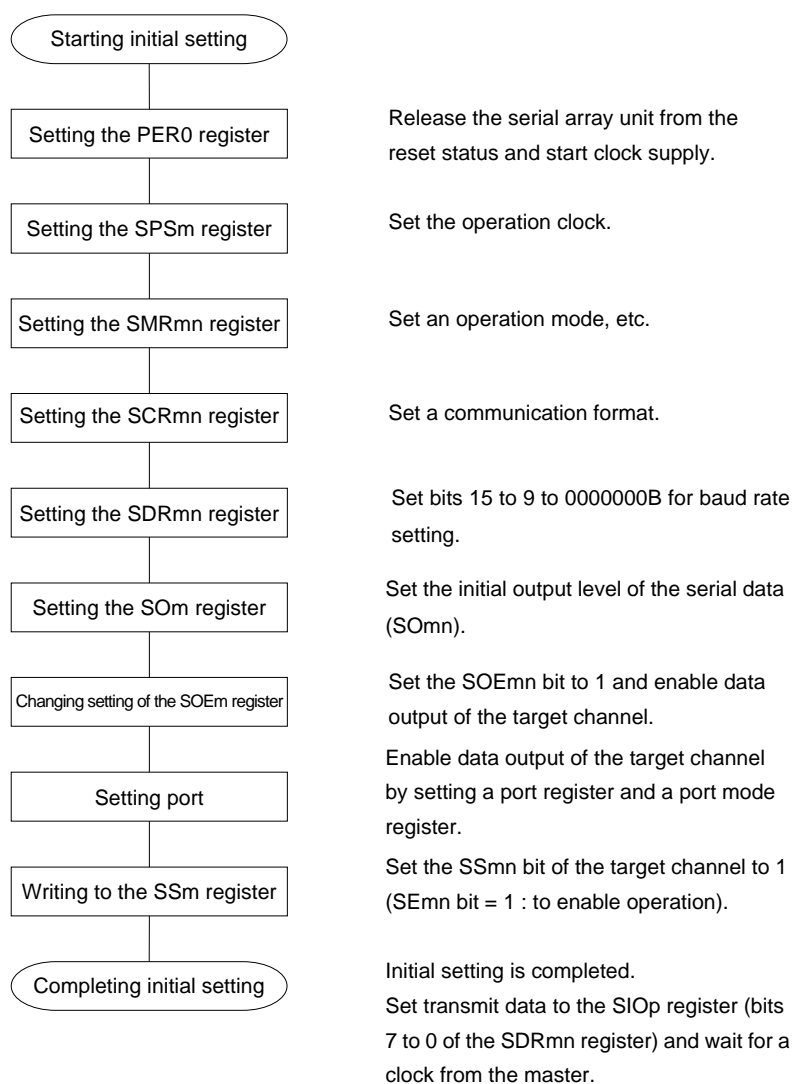 Starting initial setting
Setting the PER0 register
Release the serial array unit from the
reset status and start clock supply.
Setting the SPSm register
Set the operation clock.
Setting the SMRmn register
Set an operation mode, etc.
Setting the SCRmn register
Set a communication format.
Setting the SDRmn register
Set bits 15 to 9 to 0000000B for baud rate
setting.
Setting the SOm register
Set the initial output level of the serial data
(SOmn).
Changing setting of the SOEm register
Set the SOEmn bit to 1 and enable data
output of the target channel.
Setting port
Enable data output of the target channel
by setting a port register and a port mode
register.
Writing to the SSm register
Set the SSmn bit of the target channel to 1
(SEmn bit = 1 : to enable operation).
Completing initial setting
Initial setting is completed.
Set transmit data to the SIOp register (bits
7 to 0 of the SDRmn register) and wait for a
clock from the master.